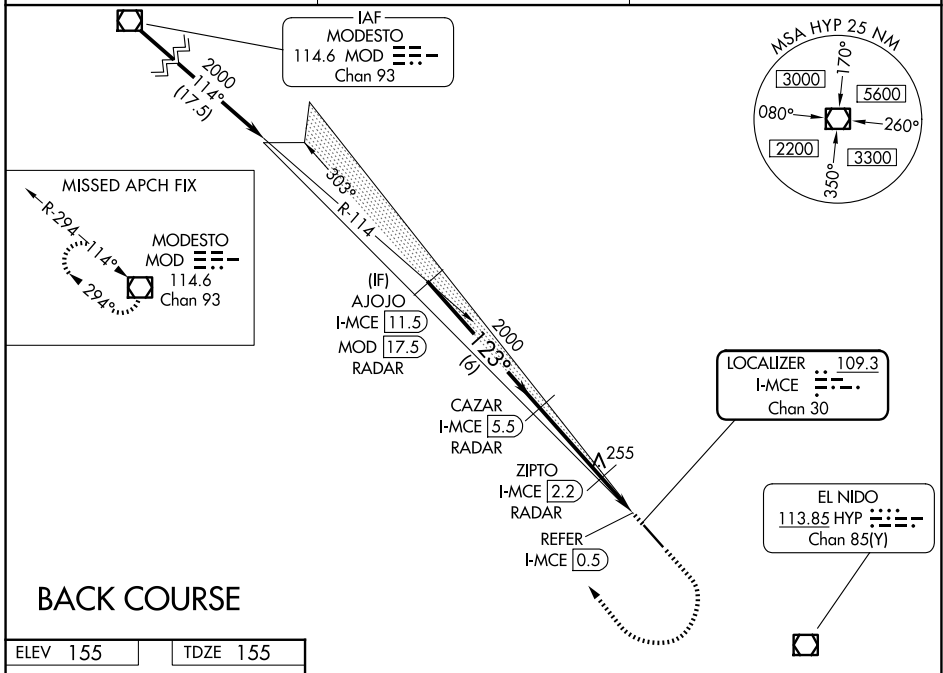 IAF
MODESTO
114.6 MOD
Chan 93
2000
114°
(17.5)
MSA HYP 25 NM
3000
170°
5600
080°
260°
2200
3300
350°
MISSED APCH FIX
R-294
114°
MODESTO
MOD
114.6
Chan 93
294°
303°
R-114
(IF)
AJOJO
I-MCE 11.5
MOD 17.5
RADAR
2000
123°
(6)
CAZAR
I-MCE 5.5
RADAR
LOCALIZER 109.3
I-MCE
Chan 30
255
ZIPTO
I-MCE 2.2
RADAR
REFER
I-MCE 0.5
EL NIDO
113.85 HYP
Chan 85(Y)
BACK COURSE
ELEV 155
TDZE 155